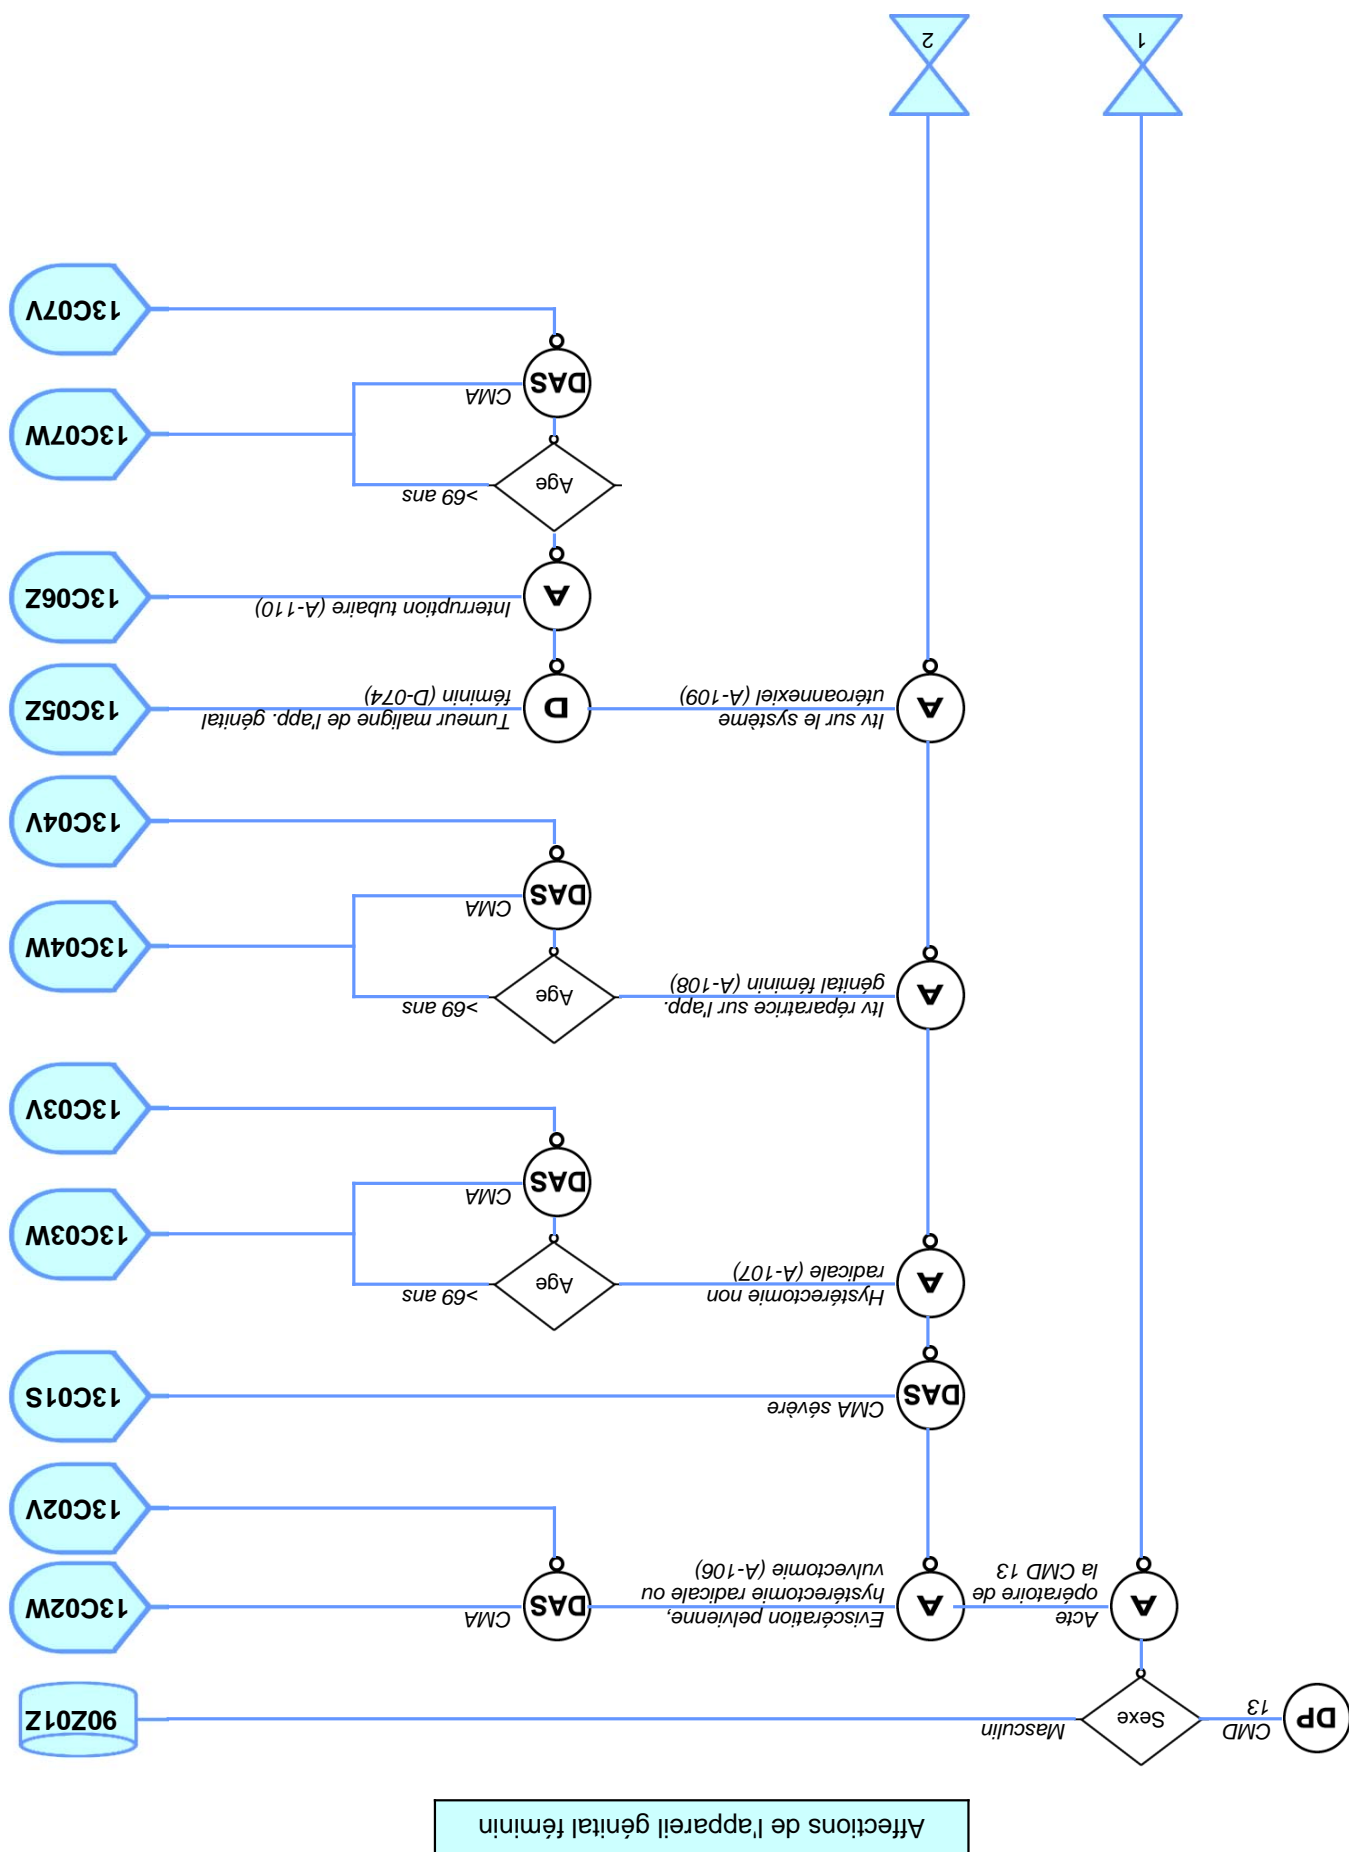 Affections de l'appareil génital féminin
DP
CMD
13
Sexe
Masculin
90Z01Z
A
Acte
opératoire de
la CMD 13
A
Eviscération pelvienne,
hystérectomie radicale ou
vulvectomie (A-106)
DAS
CMA
13C02W
13C02V
DAS
CMA sévère
13C01S
A
Hystérectomie non
radicale (A-107)
Age
>69 ans
DAS
CMA
13C03W
13C03V
A
Itv réparatrice sur l'app.
génital féminin (A-108)
Age
>69 ans
DAS
CMA
13C04W
13C04V
A
Itv sur le système
utéroannexiel (A-109)
D
Tumeur maligne de l'app. génital
féminin (D-074)
13C05Z
A
Interruption tubaire (A-110)
13C06Z
Age
>69 ans
DAS
CMA
13C07W
13C07V
1
2